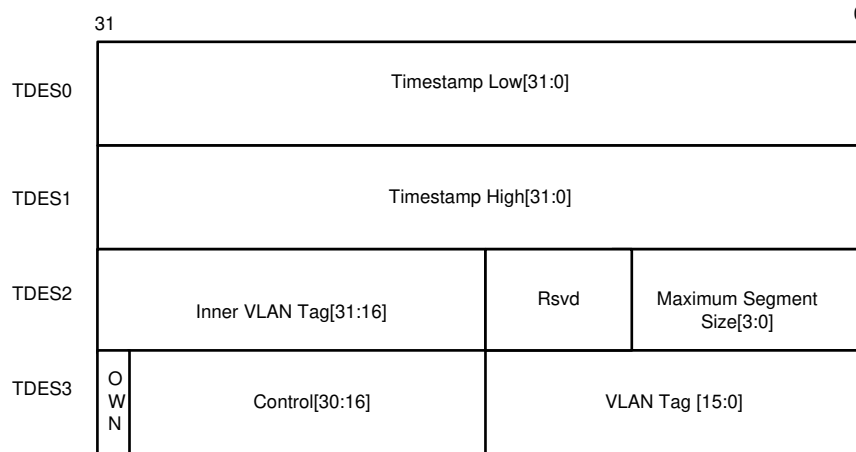 31
TDES0
Timestamp Low[31:0]
TDES1
Timestamp High[31:0]
TDES2
Inner VLAN Tag[31:16]
Rsvd
Maximum Segment
Size[3:0]
TDES3
O
W
N
Control[30:16]
VLAN Tag [15:0]